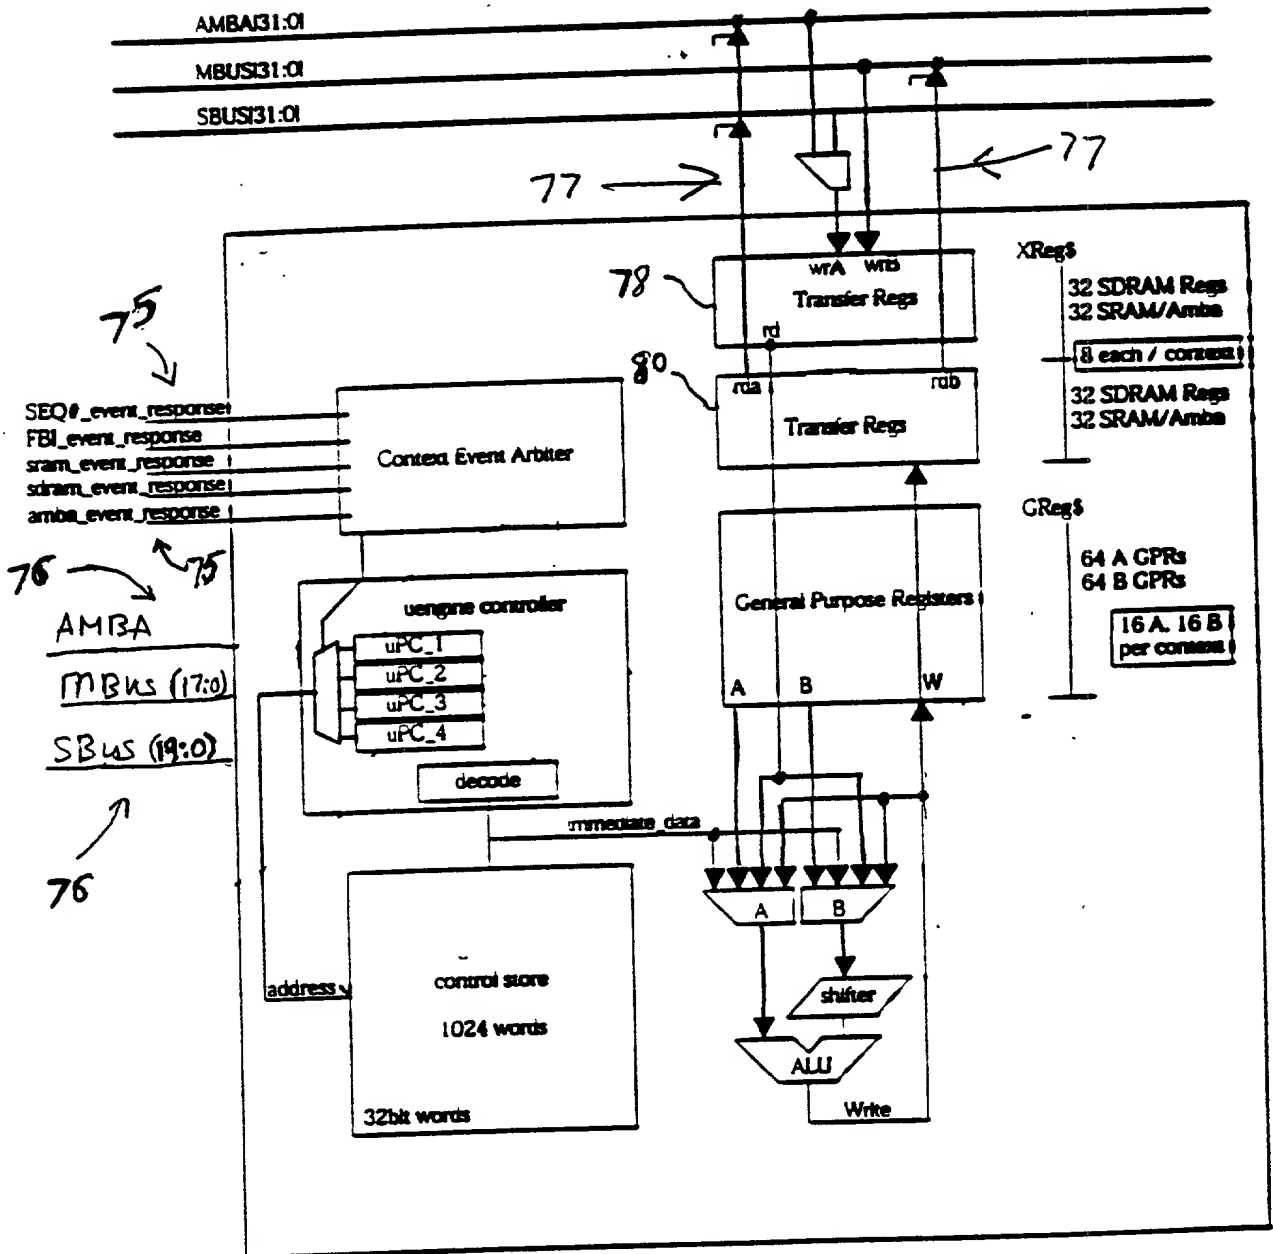 AMBA[31:0]
MBUS[31:0]
SBUS[31:0]
77
77
wrA wrB
Transfer Regs
rd
78
XReg$
32 SDRAM Regs
32 SRAM/Amba
8 each / context
32 SDRAM Regs
32 SRAM/Amba
80
rda rdb
Transfer Regs
75
SEQ#_event_response
FBI_event_response
sram_event_response
sdram_event_response
amba_event_response
75
Context Event Arbiter
76
AMBA
MBus (17:0)
SBus (19:0)
76
uengine controller
uPC_1
uPC_2
uPC_3
uPC_4
decode
General Purpose Registers
A B W
GReg$
64 A GPRs
64 B GPRs
16 A. 16 B
per context
immediate_data
address
control store
1024 words
32bit words
A B
shifter
ALU
Write